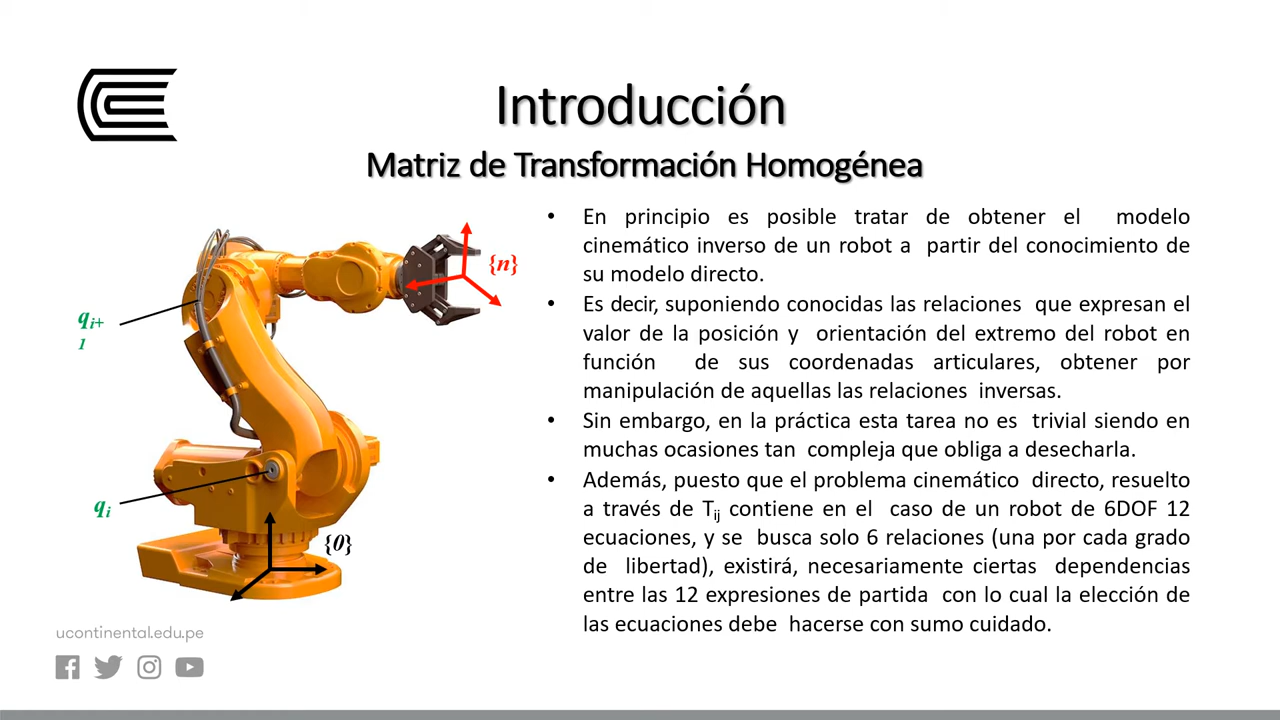 Introducción
Matriz de Transformación Homogénea
• En principio es posible tratar de obtener el modelo
cinemático inverso de un robot a partir del conocimiento de
su modelo directo.
• Es decir, suponiendo conocidas las relaciones que expresan el
valor de la posición y orientación del extremo del robot en
función de sus coordenadas articulares, obtener por
manipulación de aquellas las relaciones inversas.
• Sin embargo, en la práctica esta tarea no es trivial siendo en
muchas ocasiones tan compleja que obliga a desecharla.
• Además, puesto que el problema cinemático directo, resuelto
a través de Tij contiene en el caso de un robot de 6DOF 12
ecuaciones, y se busca solo 6 relaciones (una por cada grado
de libertad), existirá, necesariamente ciertas dependencias
entre las 12 expresiones de partida con lo cual la elección de
las ecuaciones debe hacerse con sumo cuidado.
{n}
qi+
1
qi
{0}
ucontinental.edu.pe